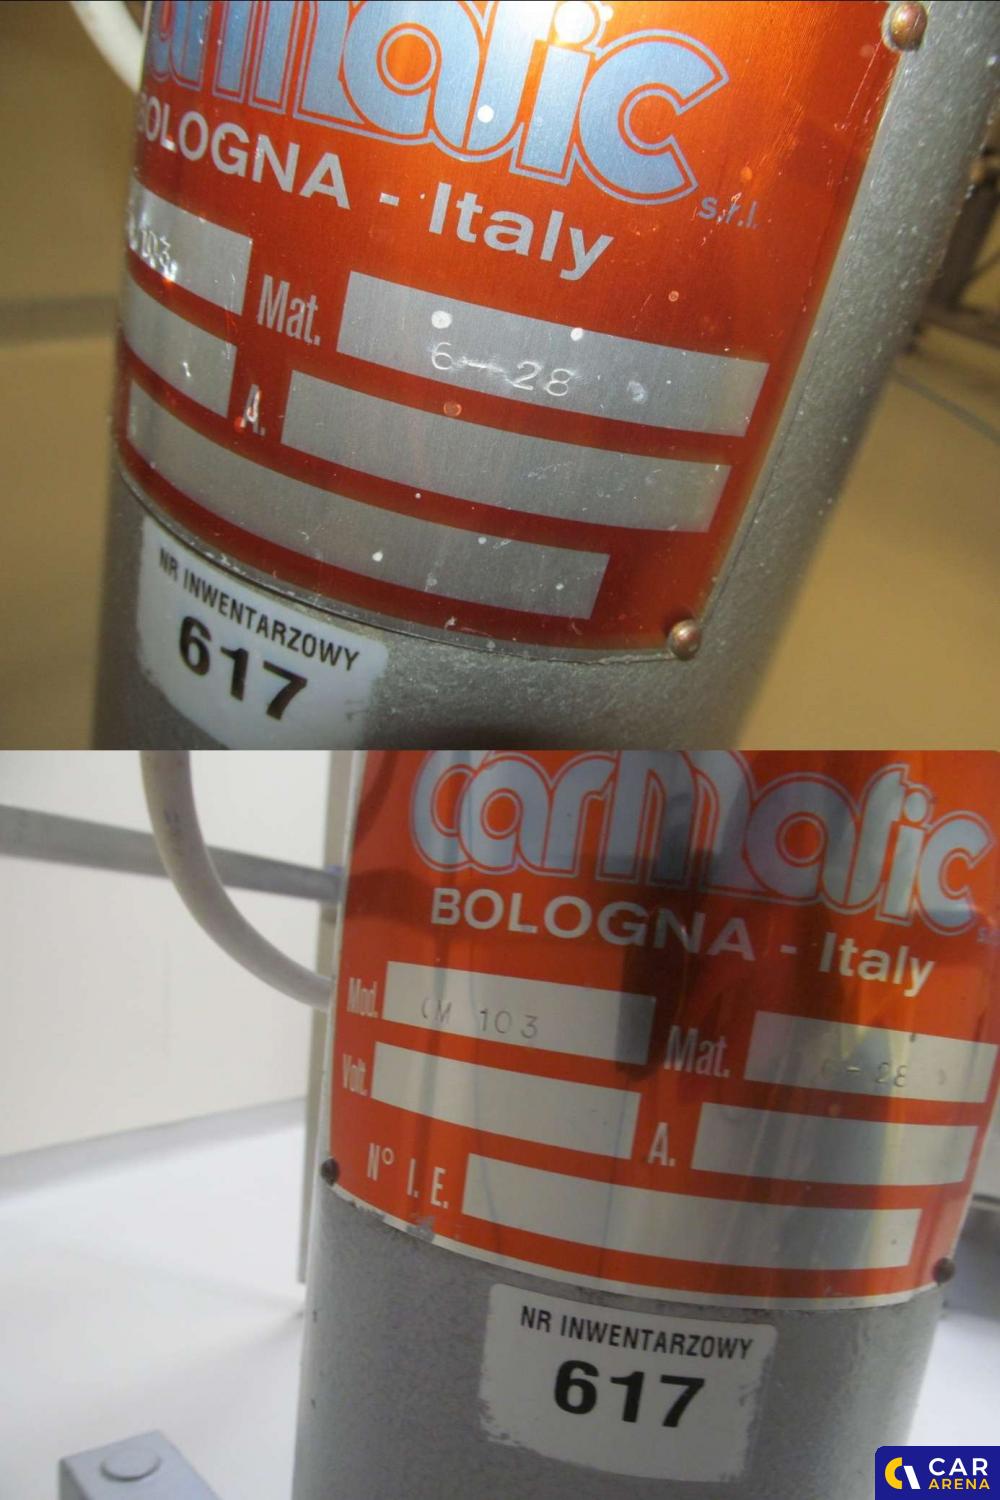 carmatic s.r.l.
BOLOGNA - Italy
103 Mat. 6-28
A.
NR INWENTARZOWY
617
carmatic
BOLOGNA - Italy
Mod. CM 103 Mat. 6-28
Volt. A.
N° I. E.
NR INWENTARZOWY
617
CAR
ARENA